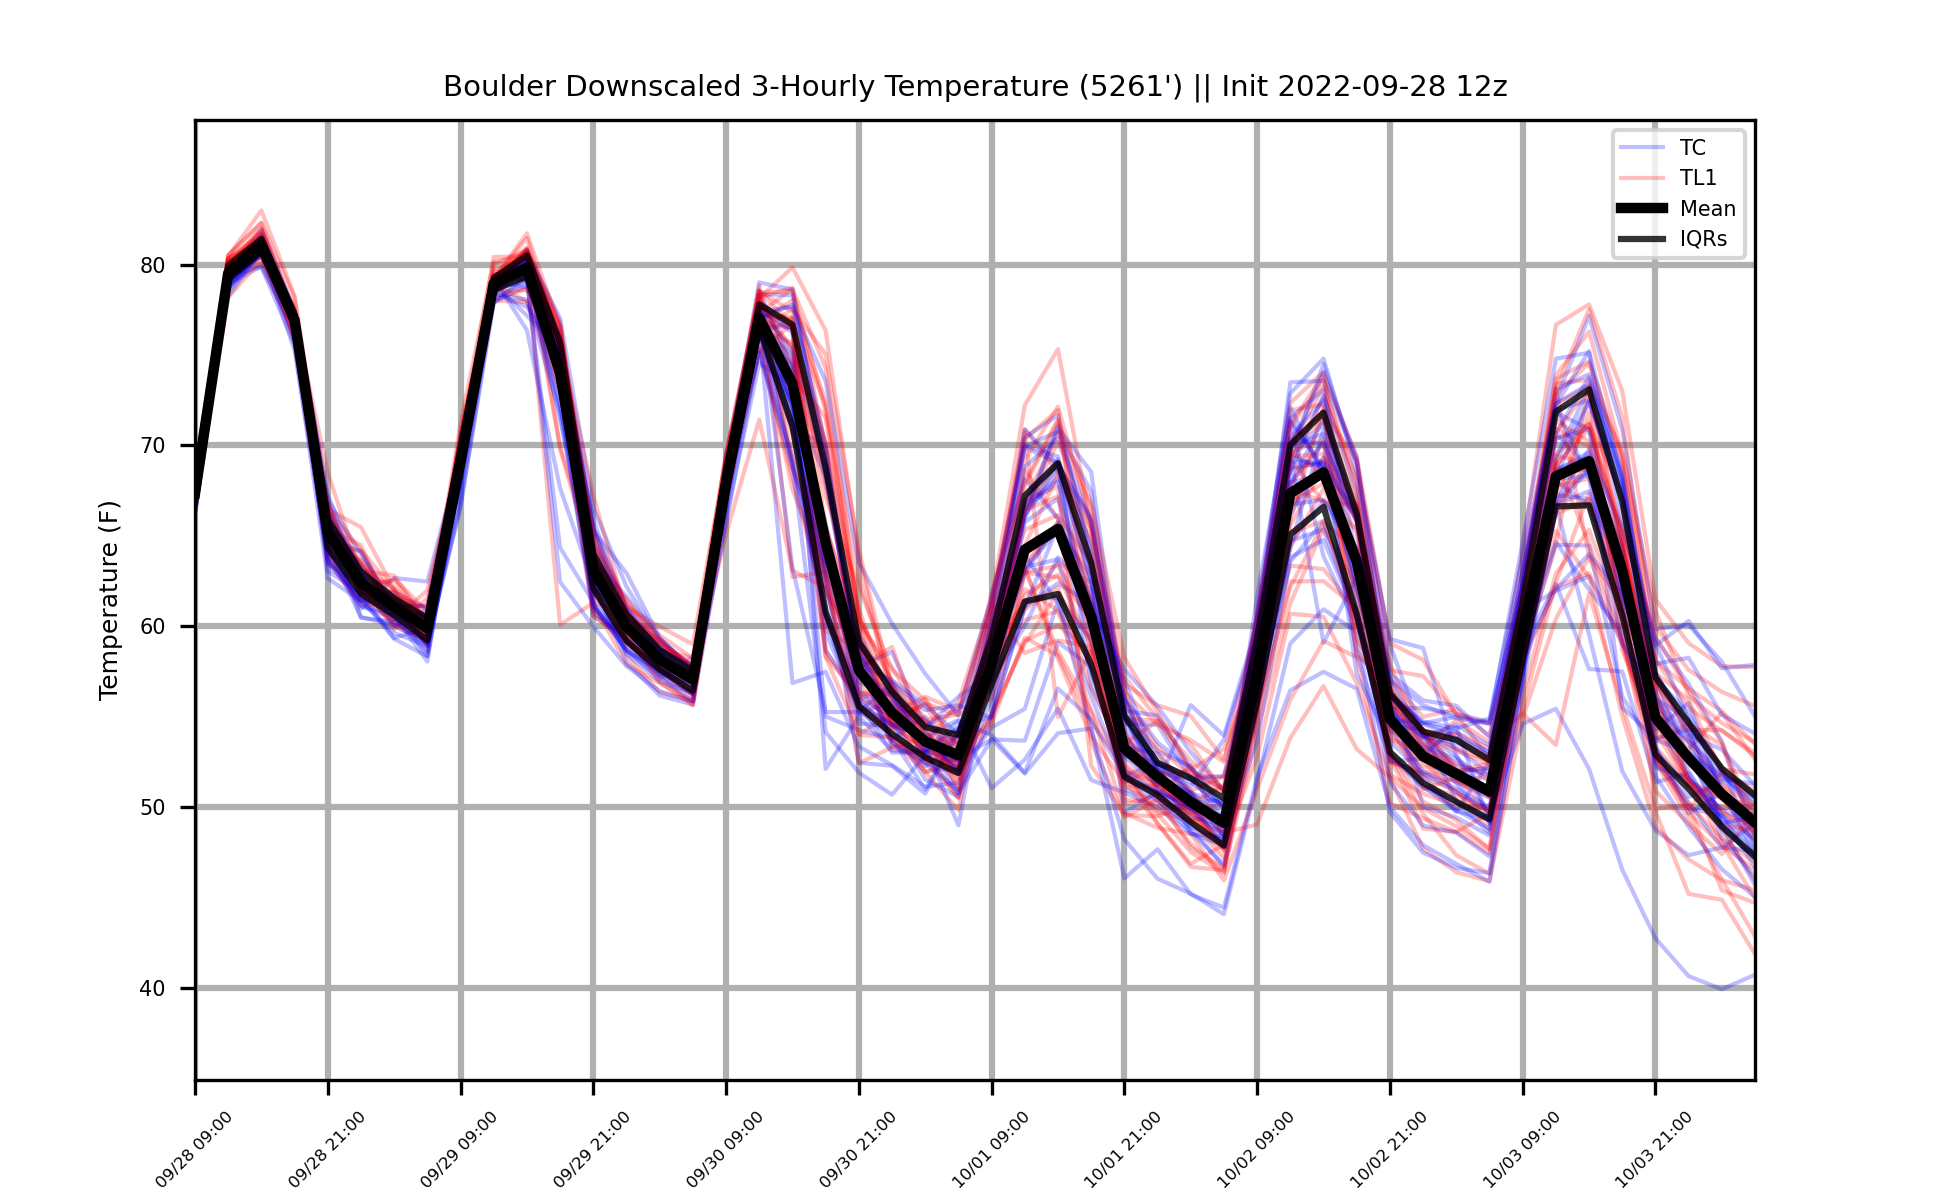 Boulder Downscaled 3-Hourly Temperature (5261') || Init 2022-09-28 12z
TC
TL1
Mean
IQRs
Temperature (F)
80
70
60
50
40
09/28 09:00
09/28 21:00
09/29 09:00
09/29 21:00
09/30 09:00
09/30 21:00
10/01 09:00
10/01 21:00
10/02 09:00
10/02 21:00
10/03 09:00
10/03 21:00